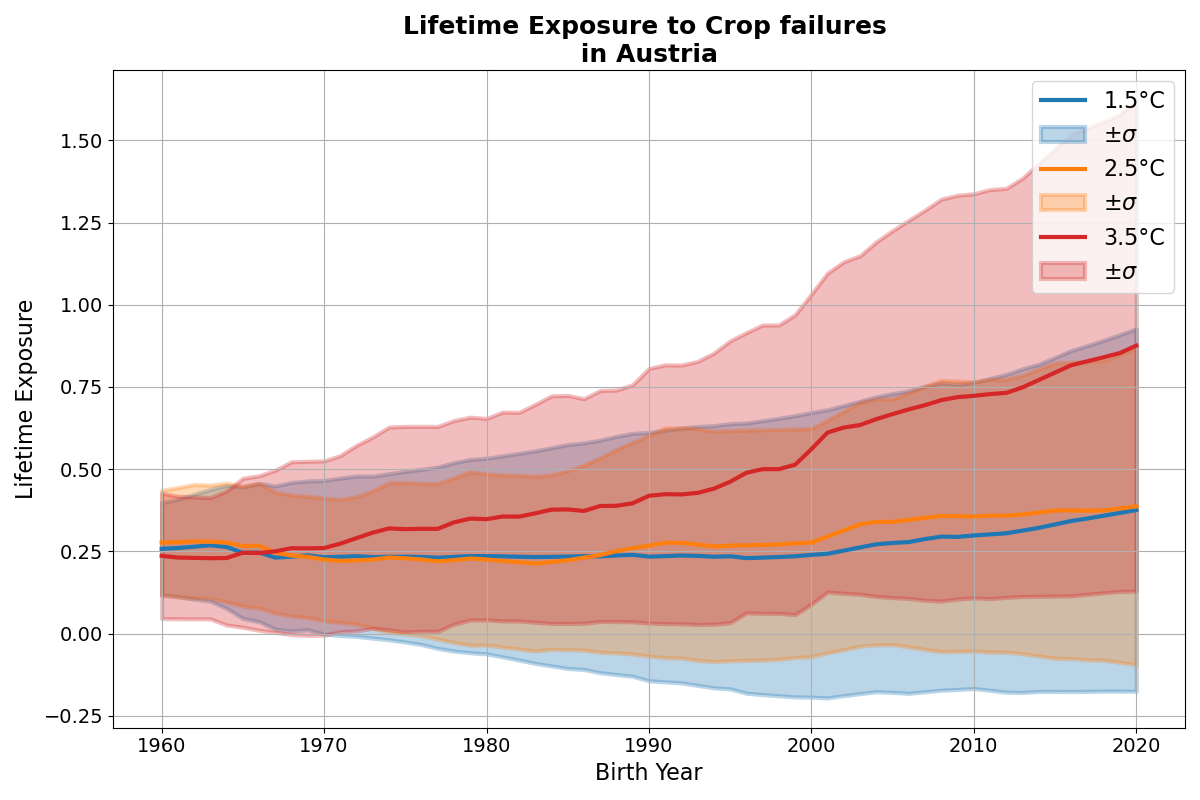 Lifetime Exposure to Crop failures
in Austria
1.5°C
±σ
2.5°C
±σ
3.5°C
±σ
Lifetime Exposure
1.50
1.25
1.00
0.75
0.50
0.25
0.00
−0.25
1960
1970
1980
1990
2000
2010
2020
Birth Year